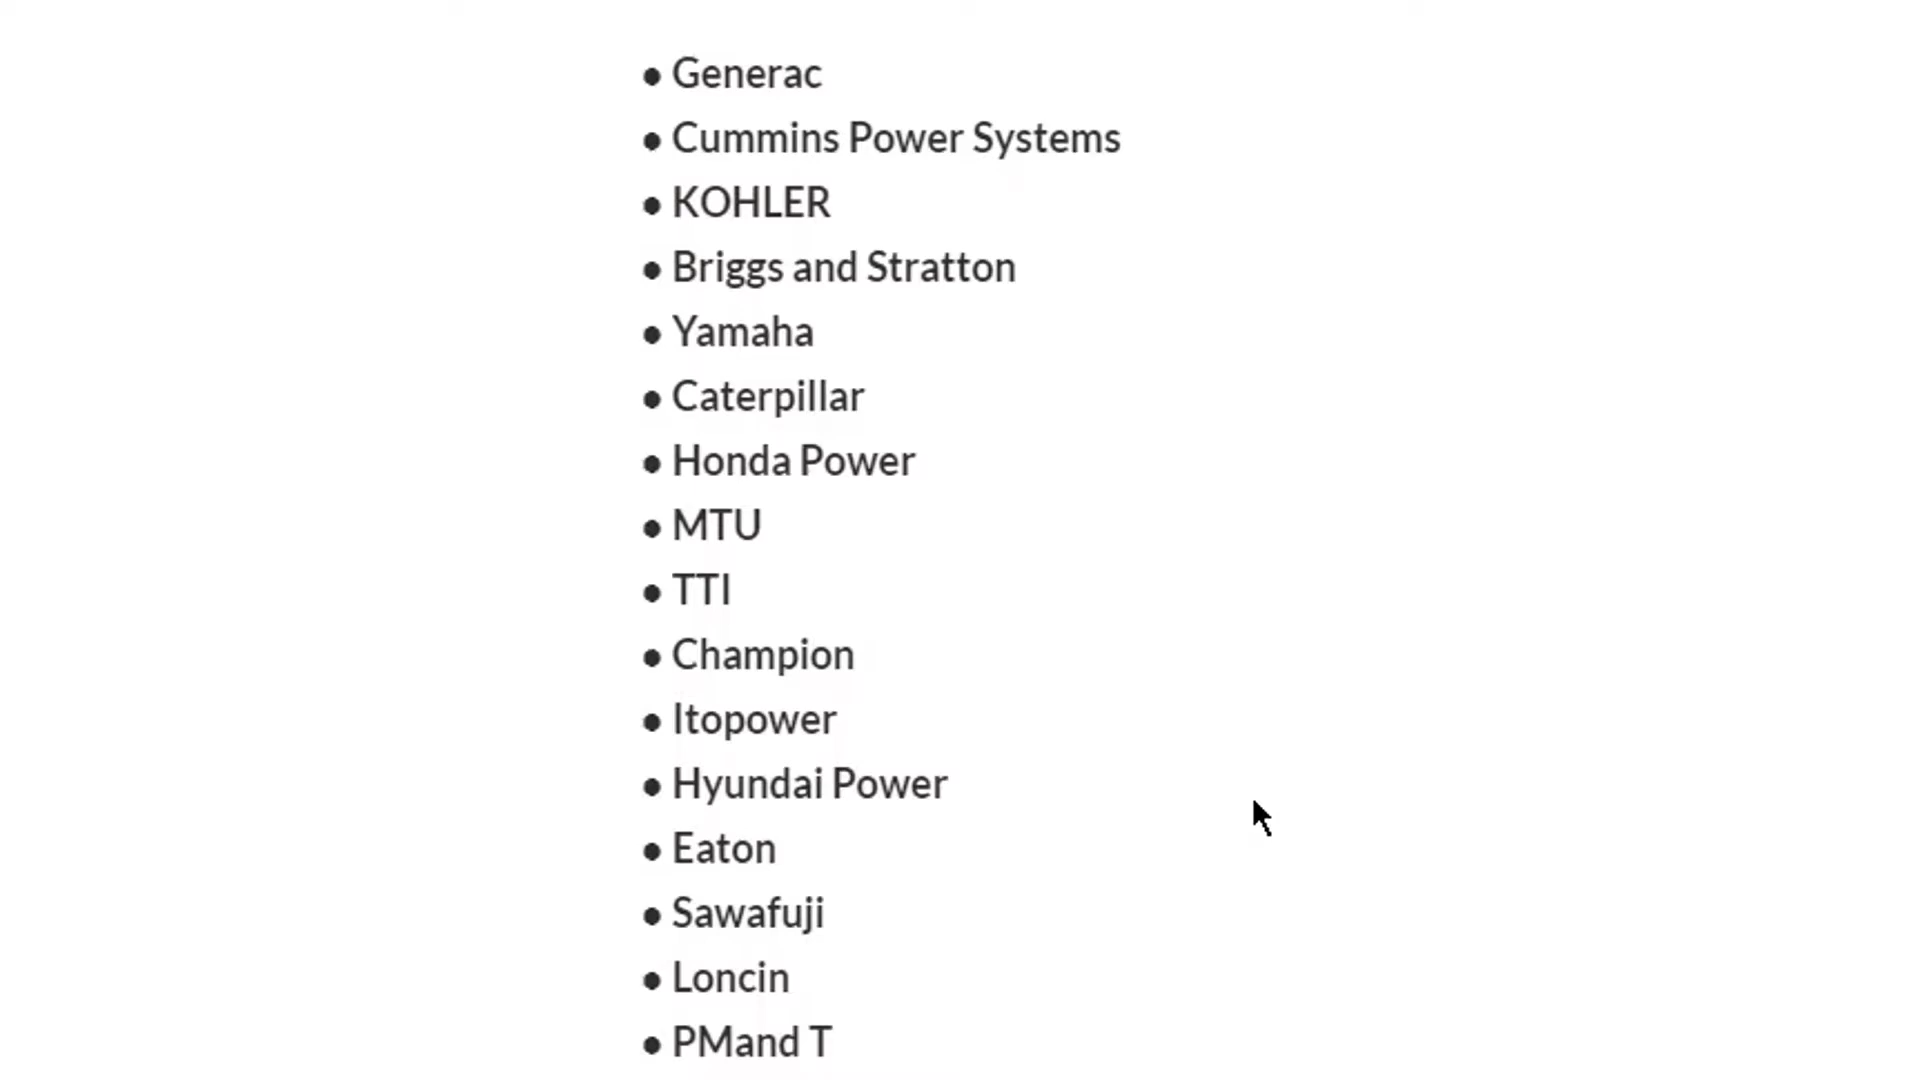 • Generac
• Cummins Power Systems
• KOHLER
• Briggs and Stratton
• Yamaha
• Caterpillar
• Honda Power
• MTU
• TTI
• Champion
• Itopower
• Hyundai Power
• Eaton
• Sawafuji
• Loncin
• PMand T